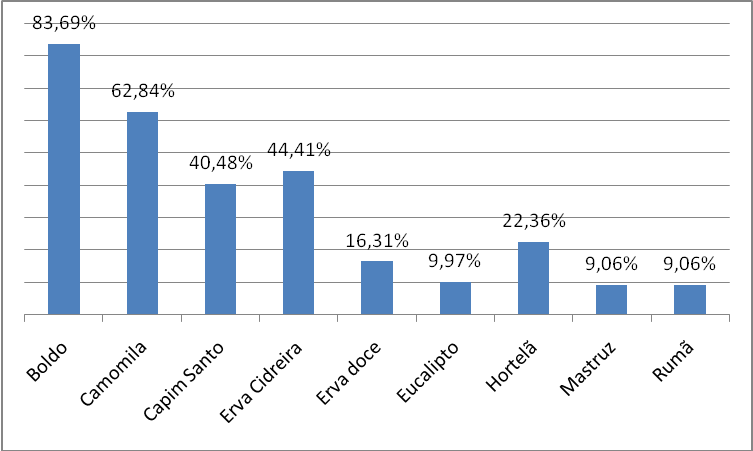 83,69%
62,84%
40,48%
44,41%
16,31%
9,97%
22,36%
9,06%
9,06%
Boldo
Camomila
Capim Santo
Erva Cidreira
Erva doce
Eucalipto
Hortelã
Mastruz
Rumã